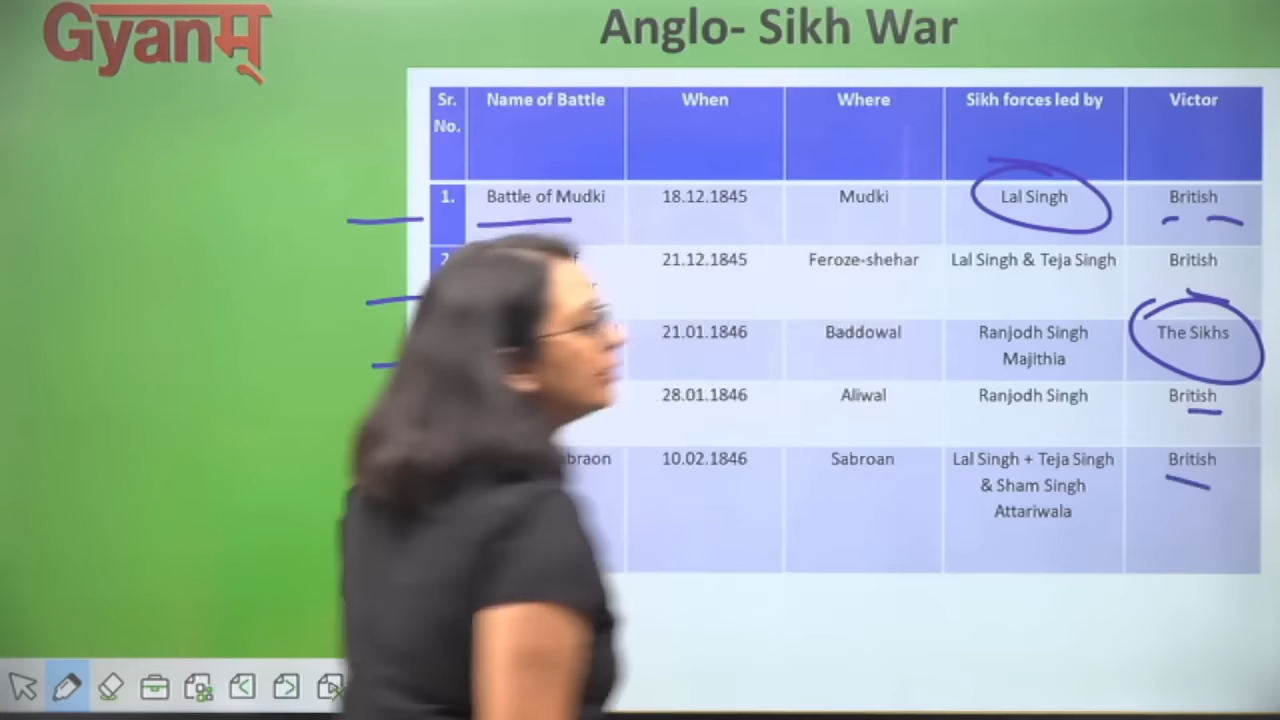 Gyanम्
Anglo- Sikh War
Sr. No. Name of Battle When Where Sikh forces led by Victor
1. Battle of Mudki 18.12.1845 Mudki Lal Singh British
2 21.12.1845 Feroze-shehar Lal Singh & Teja Singh British
21.01.1846 Baddowal Ranjodh Singh Majithia The Sikhs
28.01.1846 Aliwal Ranjodh Singh British
abraon 10.02.1846 Sabroan Lal Singh + Teja Singh & Sham Singh Attariwala British